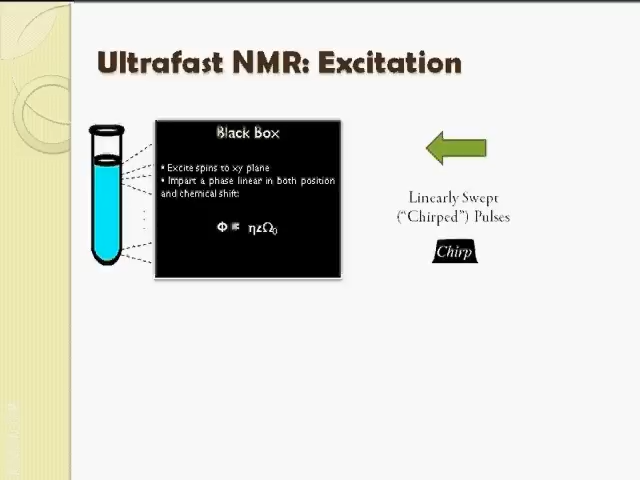 Ultrafast NMR: Excitation
Black Box
• Excite spins to xy plane
• Impart a phase linear in both position
and chemical shift:
Φ = ηzΩ₀
Linearly Swept
("Chirped") Pulses
Chirp